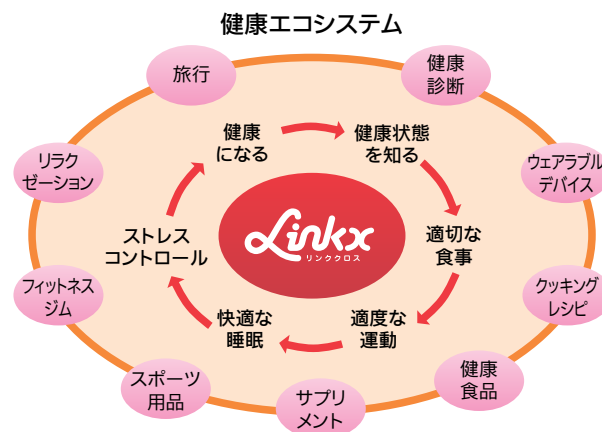 健康エコシステム
旅行
健康
診断
リラク
ゼーション
ウェアラブル
デバイス
フィットネス
ジム
クッキング
レシピ
スポーツ
用品
サプリ
メント
健康
食品
健康
になる
健康状態
を知る
適切な
食事
適度な
運動
快適な
睡眠
ストレス
コントロール
Linkx
リンククロス